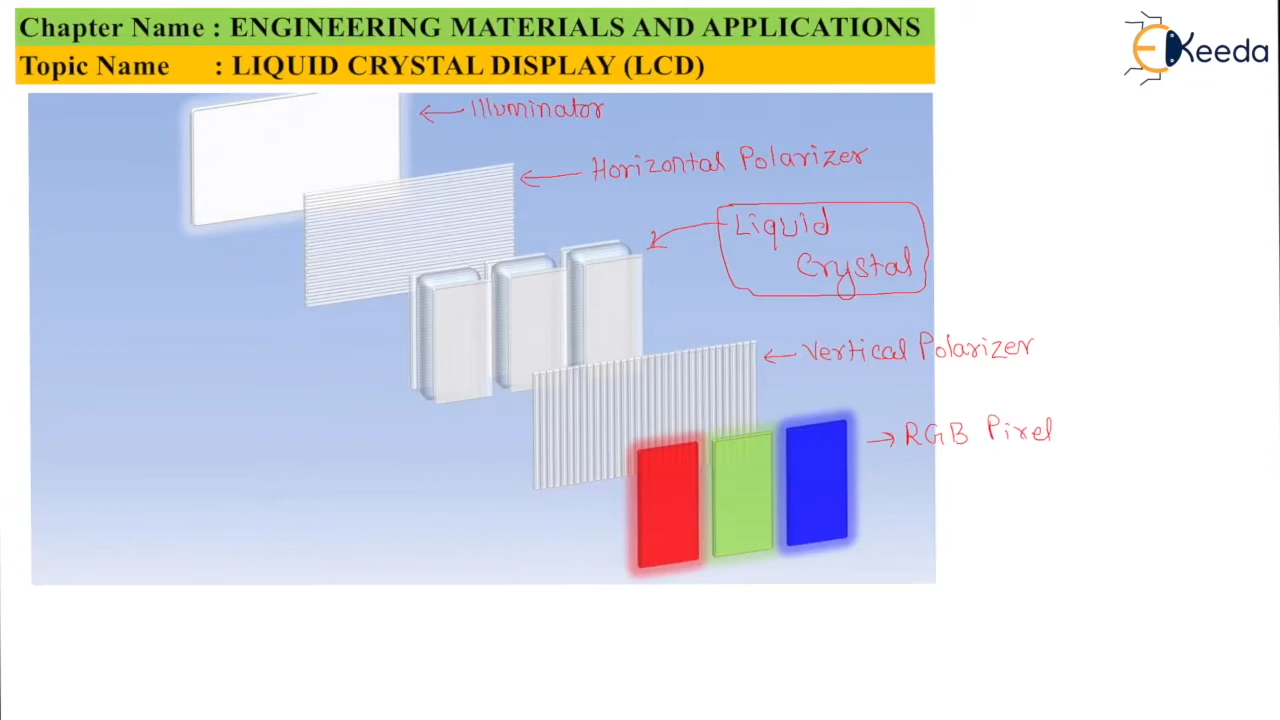 Chapter Name : ENGINEERING MATERIALS AND APPLICATIONS
Topic Name : LIQUID CRYSTAL DISPLAY (LCD)
EKeeda
Illuminator
Horizontal Polarizer
Liquid
Crystal
Vertical Polarizer
RGB Pixel